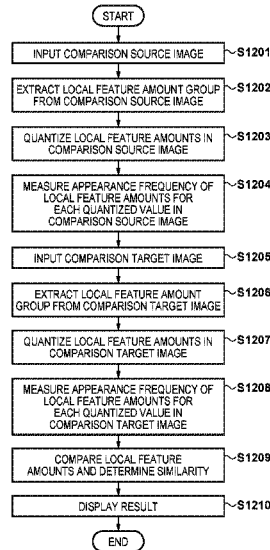 START
INPUT COMPARISON SOURCE IMAGE
S1201
EXTRACT LOCAL FEATURE AMOUNT GROUP
FROM COMPARISON SOURCE IMAGE
S1202
QUANTIZE LOCAL FEATURE AMOUNTS IN
COMPARISON SOURCE IMAGE
S1203
MEASURE APPEARANCE FREQUENCY OF
LOCAL FEATURE AMOUNTS FOR
EACH QUANTIZED VALUE IN
COMPARISON SOURCE IMAGE
S1204
INPUT COMPARISON TARGET IMAGE
S1205
EXTRACT LOCAL FEATURE AMOUNT
GROUP FROM COMPARISON TARGET IMAGE
S1206
QUANTIZE LOCAL FEATURE AMOUNTS IN
COMPARISON TARGET IMAGE
S1207
MEASURE APPEARANCE FREQUENCY OF
LOCAL FEATURE AMOUNTS FOR
EACH QUANTIZED VALUE IN
COMPARISON TARGET IMAGE
S1208
COMPARE LOCAL FEATURE
AMOUNTS AND DETERMINE SIMILARITY
S1209
DISPLAY RESULT
S1210
END